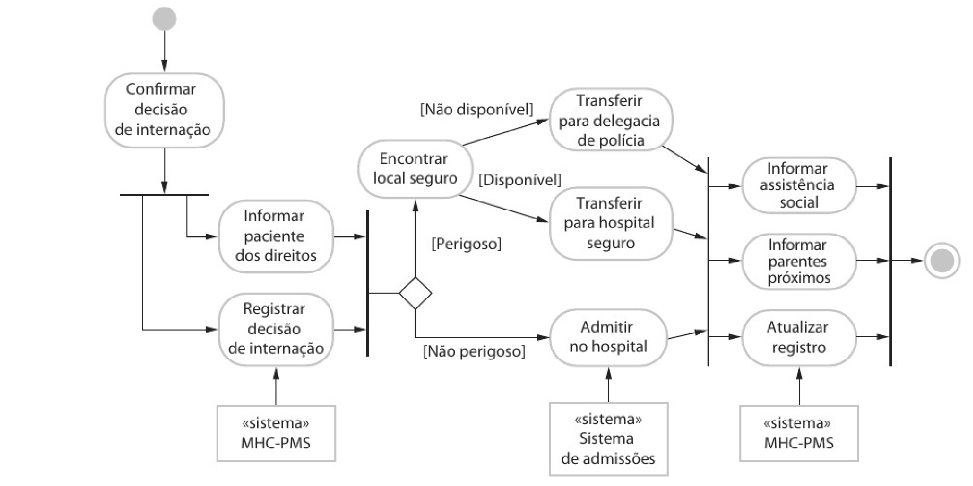 Confirmar
decisão
de internação
Informar
paciente
dos direitos
Registrar
decisão
de internação
«sistema»
MHC-PMS
Encontrar
local seguro
[Perigoso]
[Não perigoso]
[Não disponível]
[Disponível]
Transferir
para delegacia
de polícia
Transferir
para hospital
seguro
Admitir
no hospital
«sistema»
Sistema
de admissões
Informar
assistência
social
Informar
parentes
próximos
Atualizar
registro
«sistema»
MHC-PMS